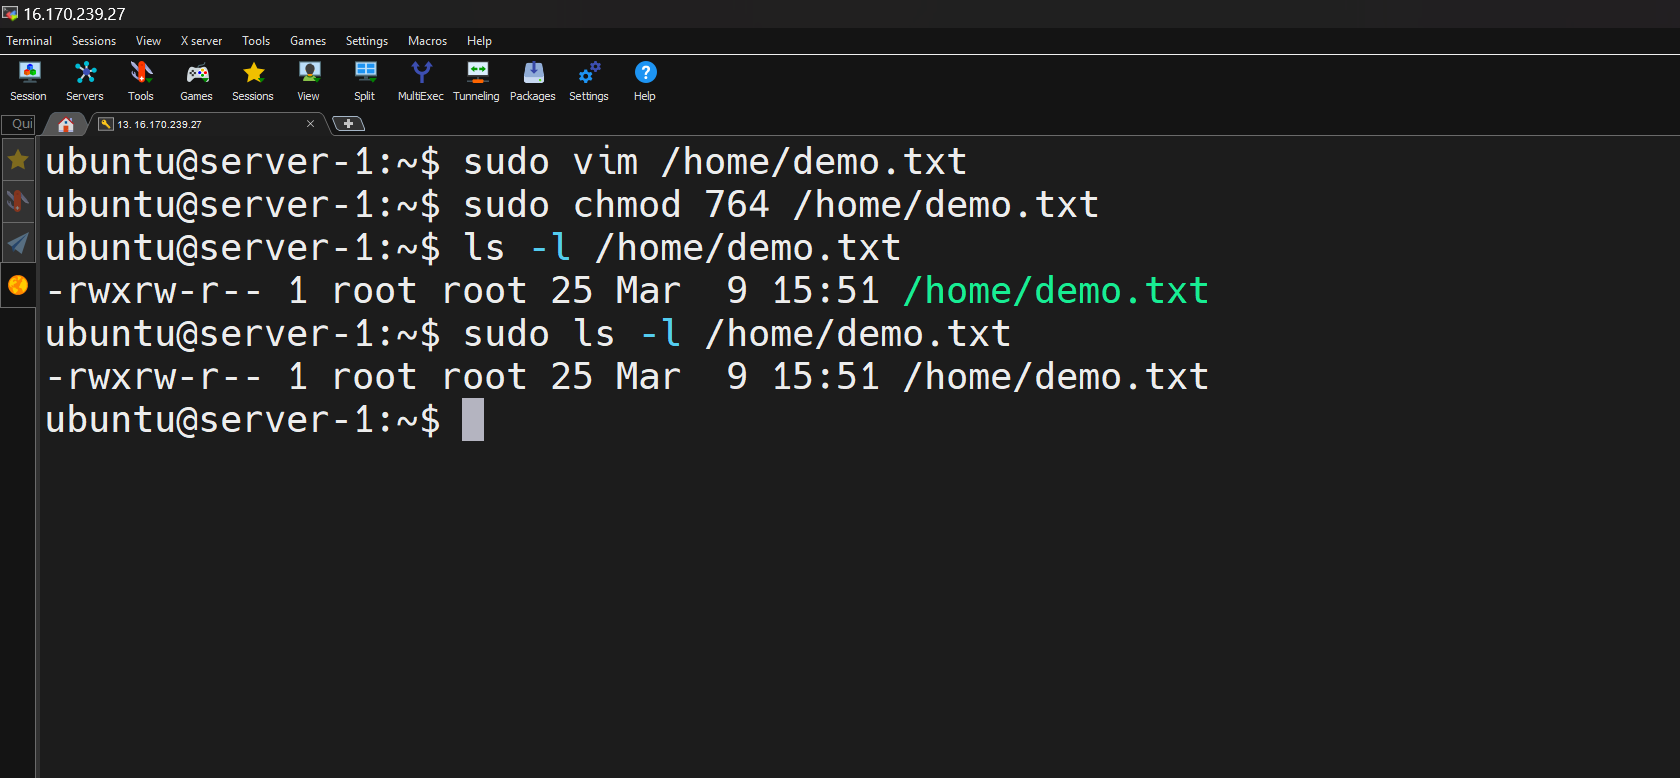 16.170.239.27
Terminal Sessions View X server Tools Games Settings Macros Help
Session Servers Tools Games Sessions View Split MultiExec Tunneling Packages Settings Help
Qui 13. 16.170.239.27
ubuntu@server-1:~$ sudo vim /home/demo.txt
ubuntu@server-1:~$ sudo chmod 764 /home/demo.txt
ubuntu@server-1:~$ ls -l /home/demo.txt
-rwxrw-r-- 1 root root 25 Mar  9 15:51 /home/demo.txt
ubuntu@server-1:~$ sudo ls -l /home/demo.txt
-rwxrw-r-- 1 root root 25 Mar  9 15:51 /home/demo.txt
ubuntu@server-1:~$